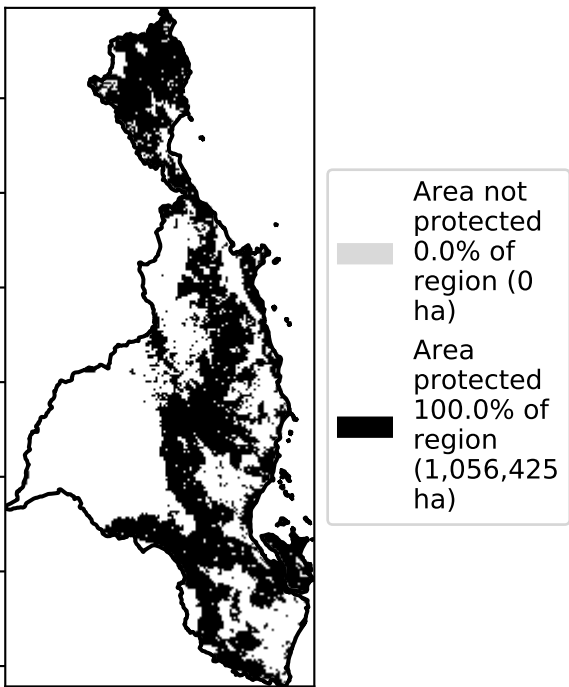 Area not
protected
0.0% of
region (0
ha)
Area
protected
100.0% of
region
(1,056,425
ha)